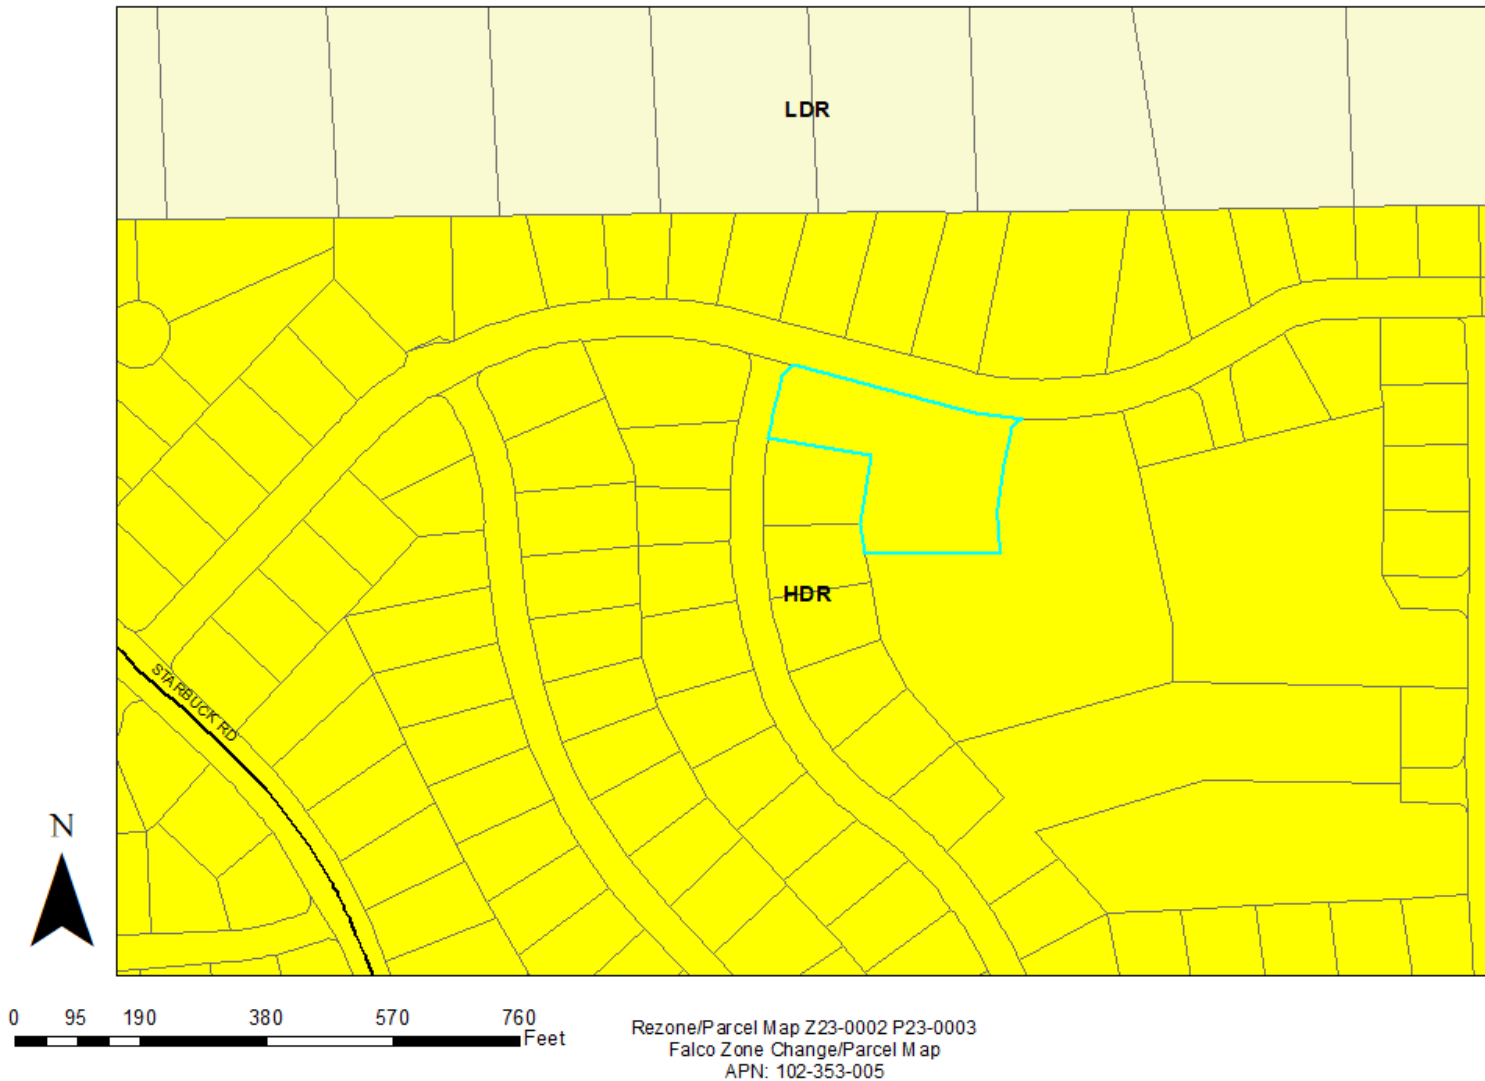 LDR
HDR
STARBUCK RD
N
0 95 190 380 570 760
Feet
Rezone/Parcel Map Z23-0002 P23-0003
Falco Zone Change/Parcel Map
APN: 102-353-005